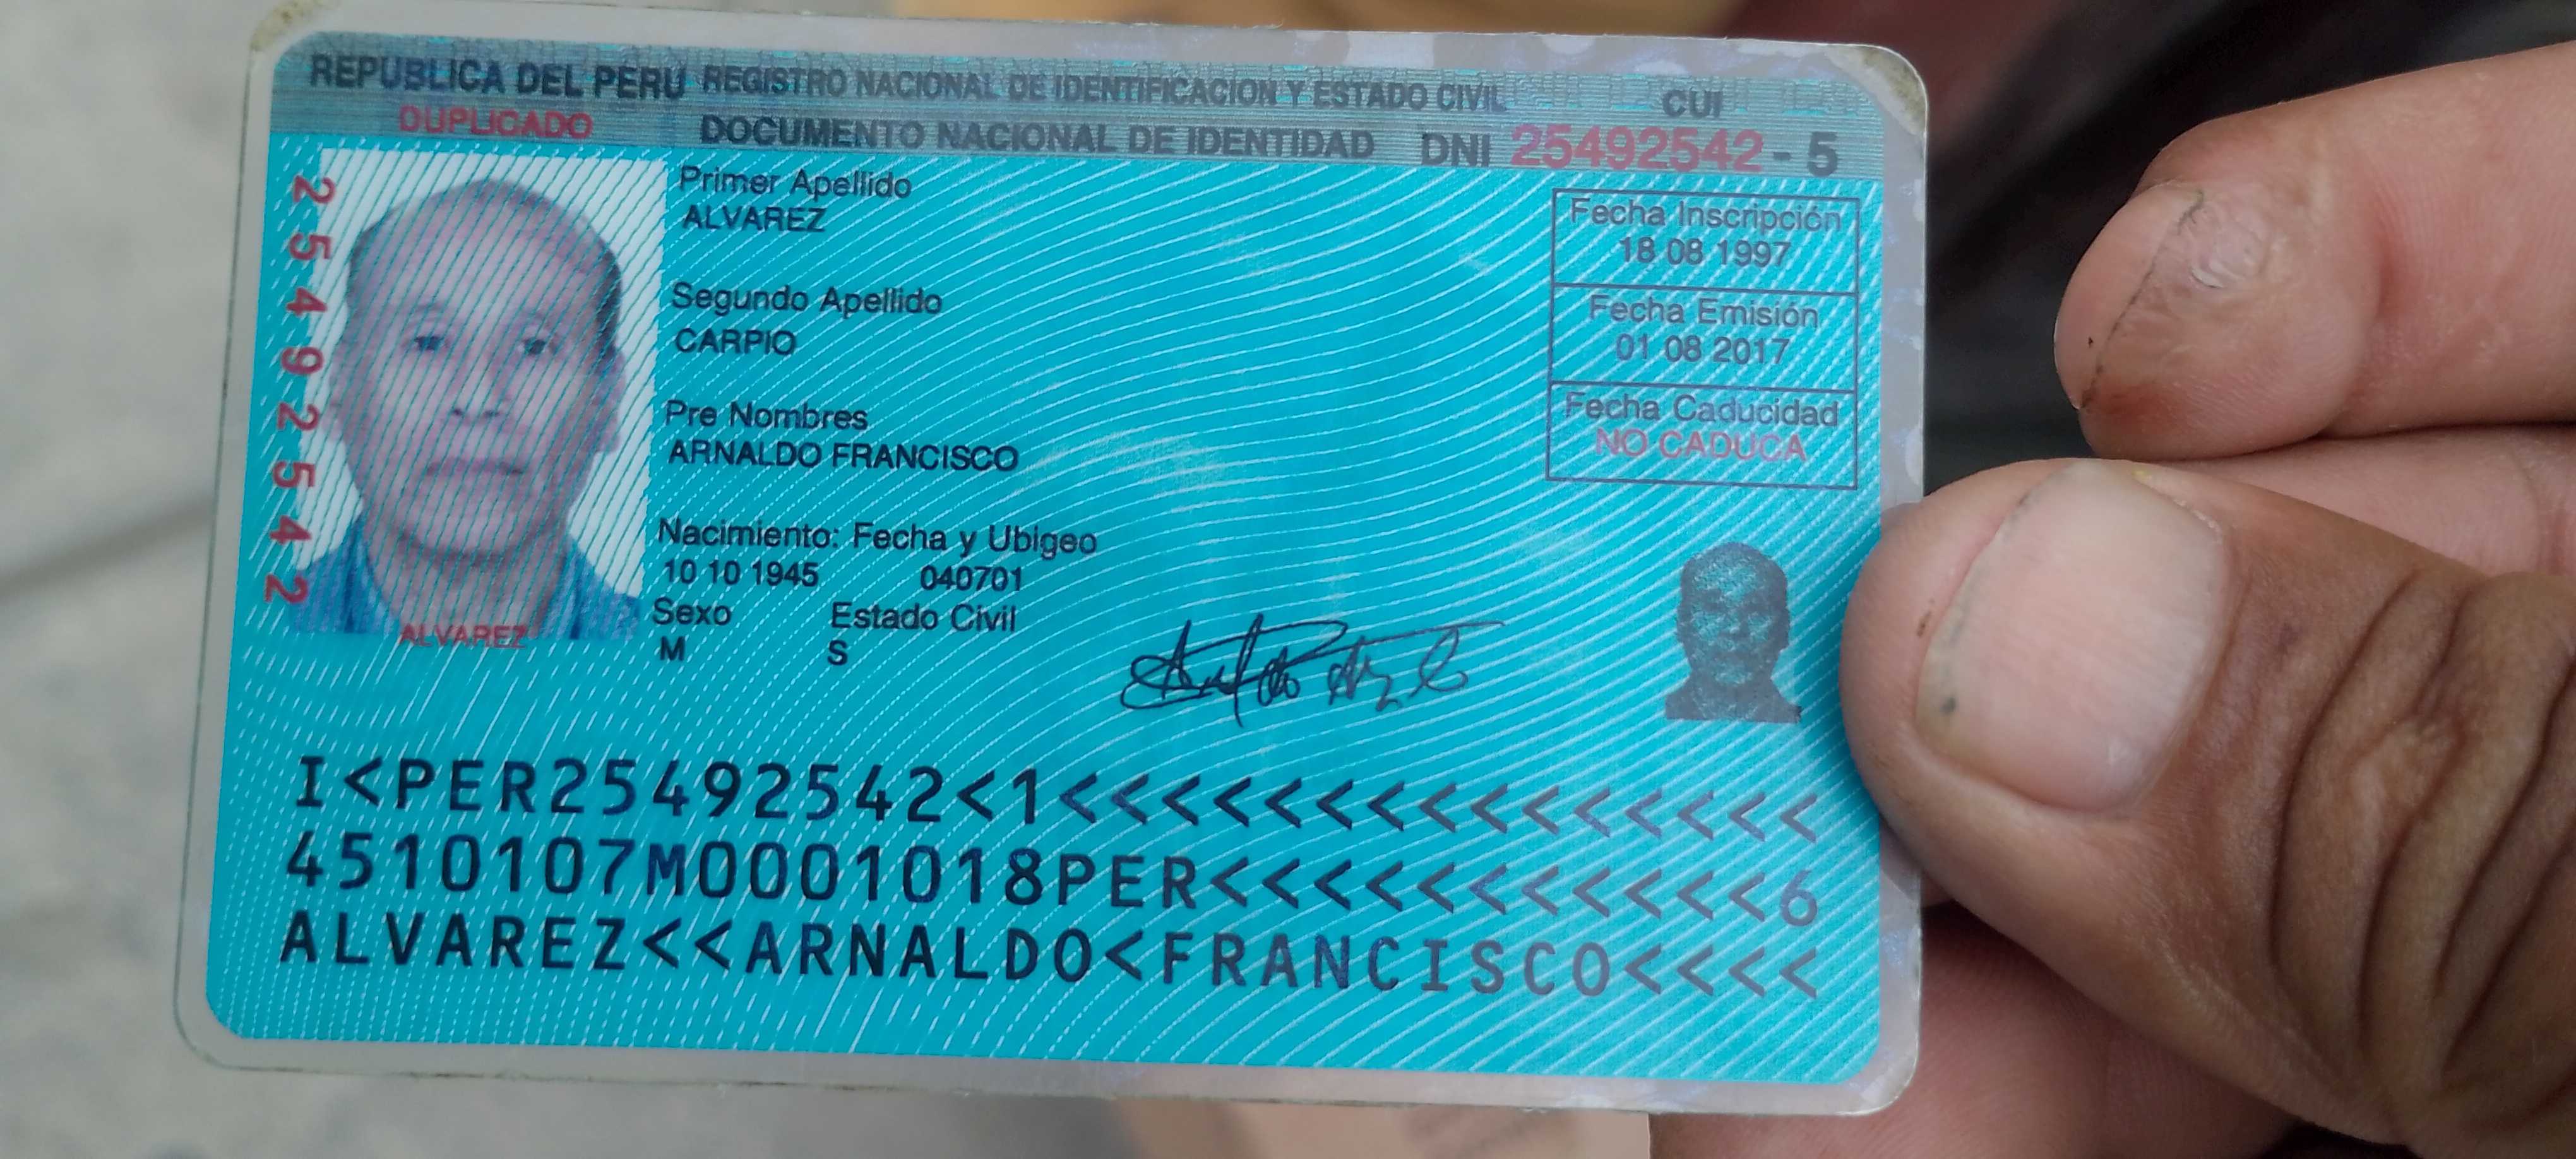 REPUBLICA DEL PERU REGISTRO NACIONAL DE IDENTIFICACION Y ESTADO CIVIL CUI
DUPLICADO DOCUMENTO NACIONAL DE IDENTIDAD DNI 25492542 - 5
25492542
Primer Apellido
ALVAREZ
Segundo Apellido
CARPIO
Pre Nombres
ARNALDO FRANCISCO
Nacimiento: Fecha y Ubigeo
10 10 1945 040701
Sexo Estado Civil
M S
ALVAREZ
Fecha Inscripción
18 08 1997
Fecha Emisión
01 08 2017
Fecha Caducidad
NO CADUCA
I<PER25492542<1<<<<<<<<<<<<<<<
4510107M0001018PER<<<<<<<<<<<6
ALVAREZ<<ARNALDO<FRANCISCO<<<<